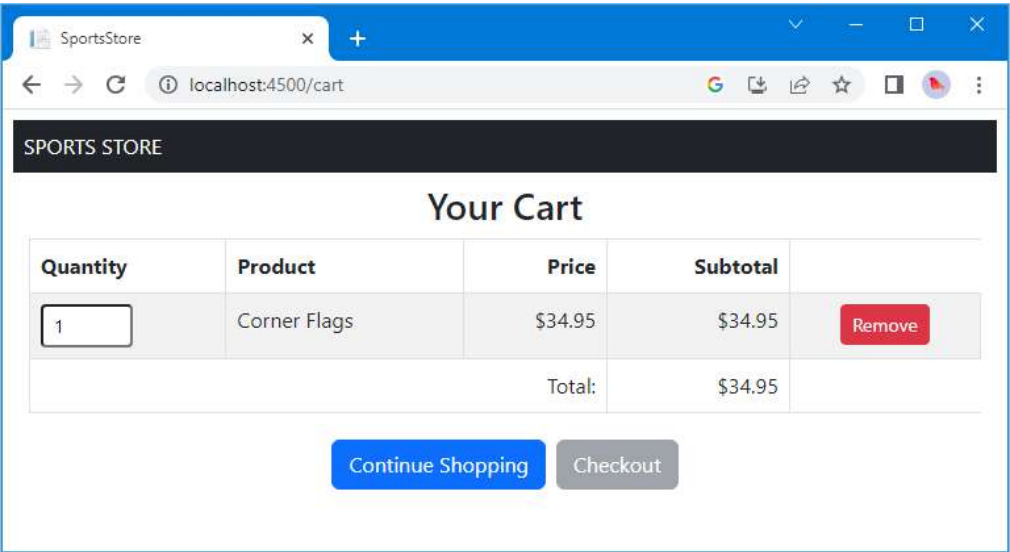 SportsStore
localhost:4500/cart
SPORTS STORE
Your Cart
Quantity Product Price Subtotal
1 Corner Flags $34.95 $34.95 Remove
Total: $34.95
Continue Shopping Checkout